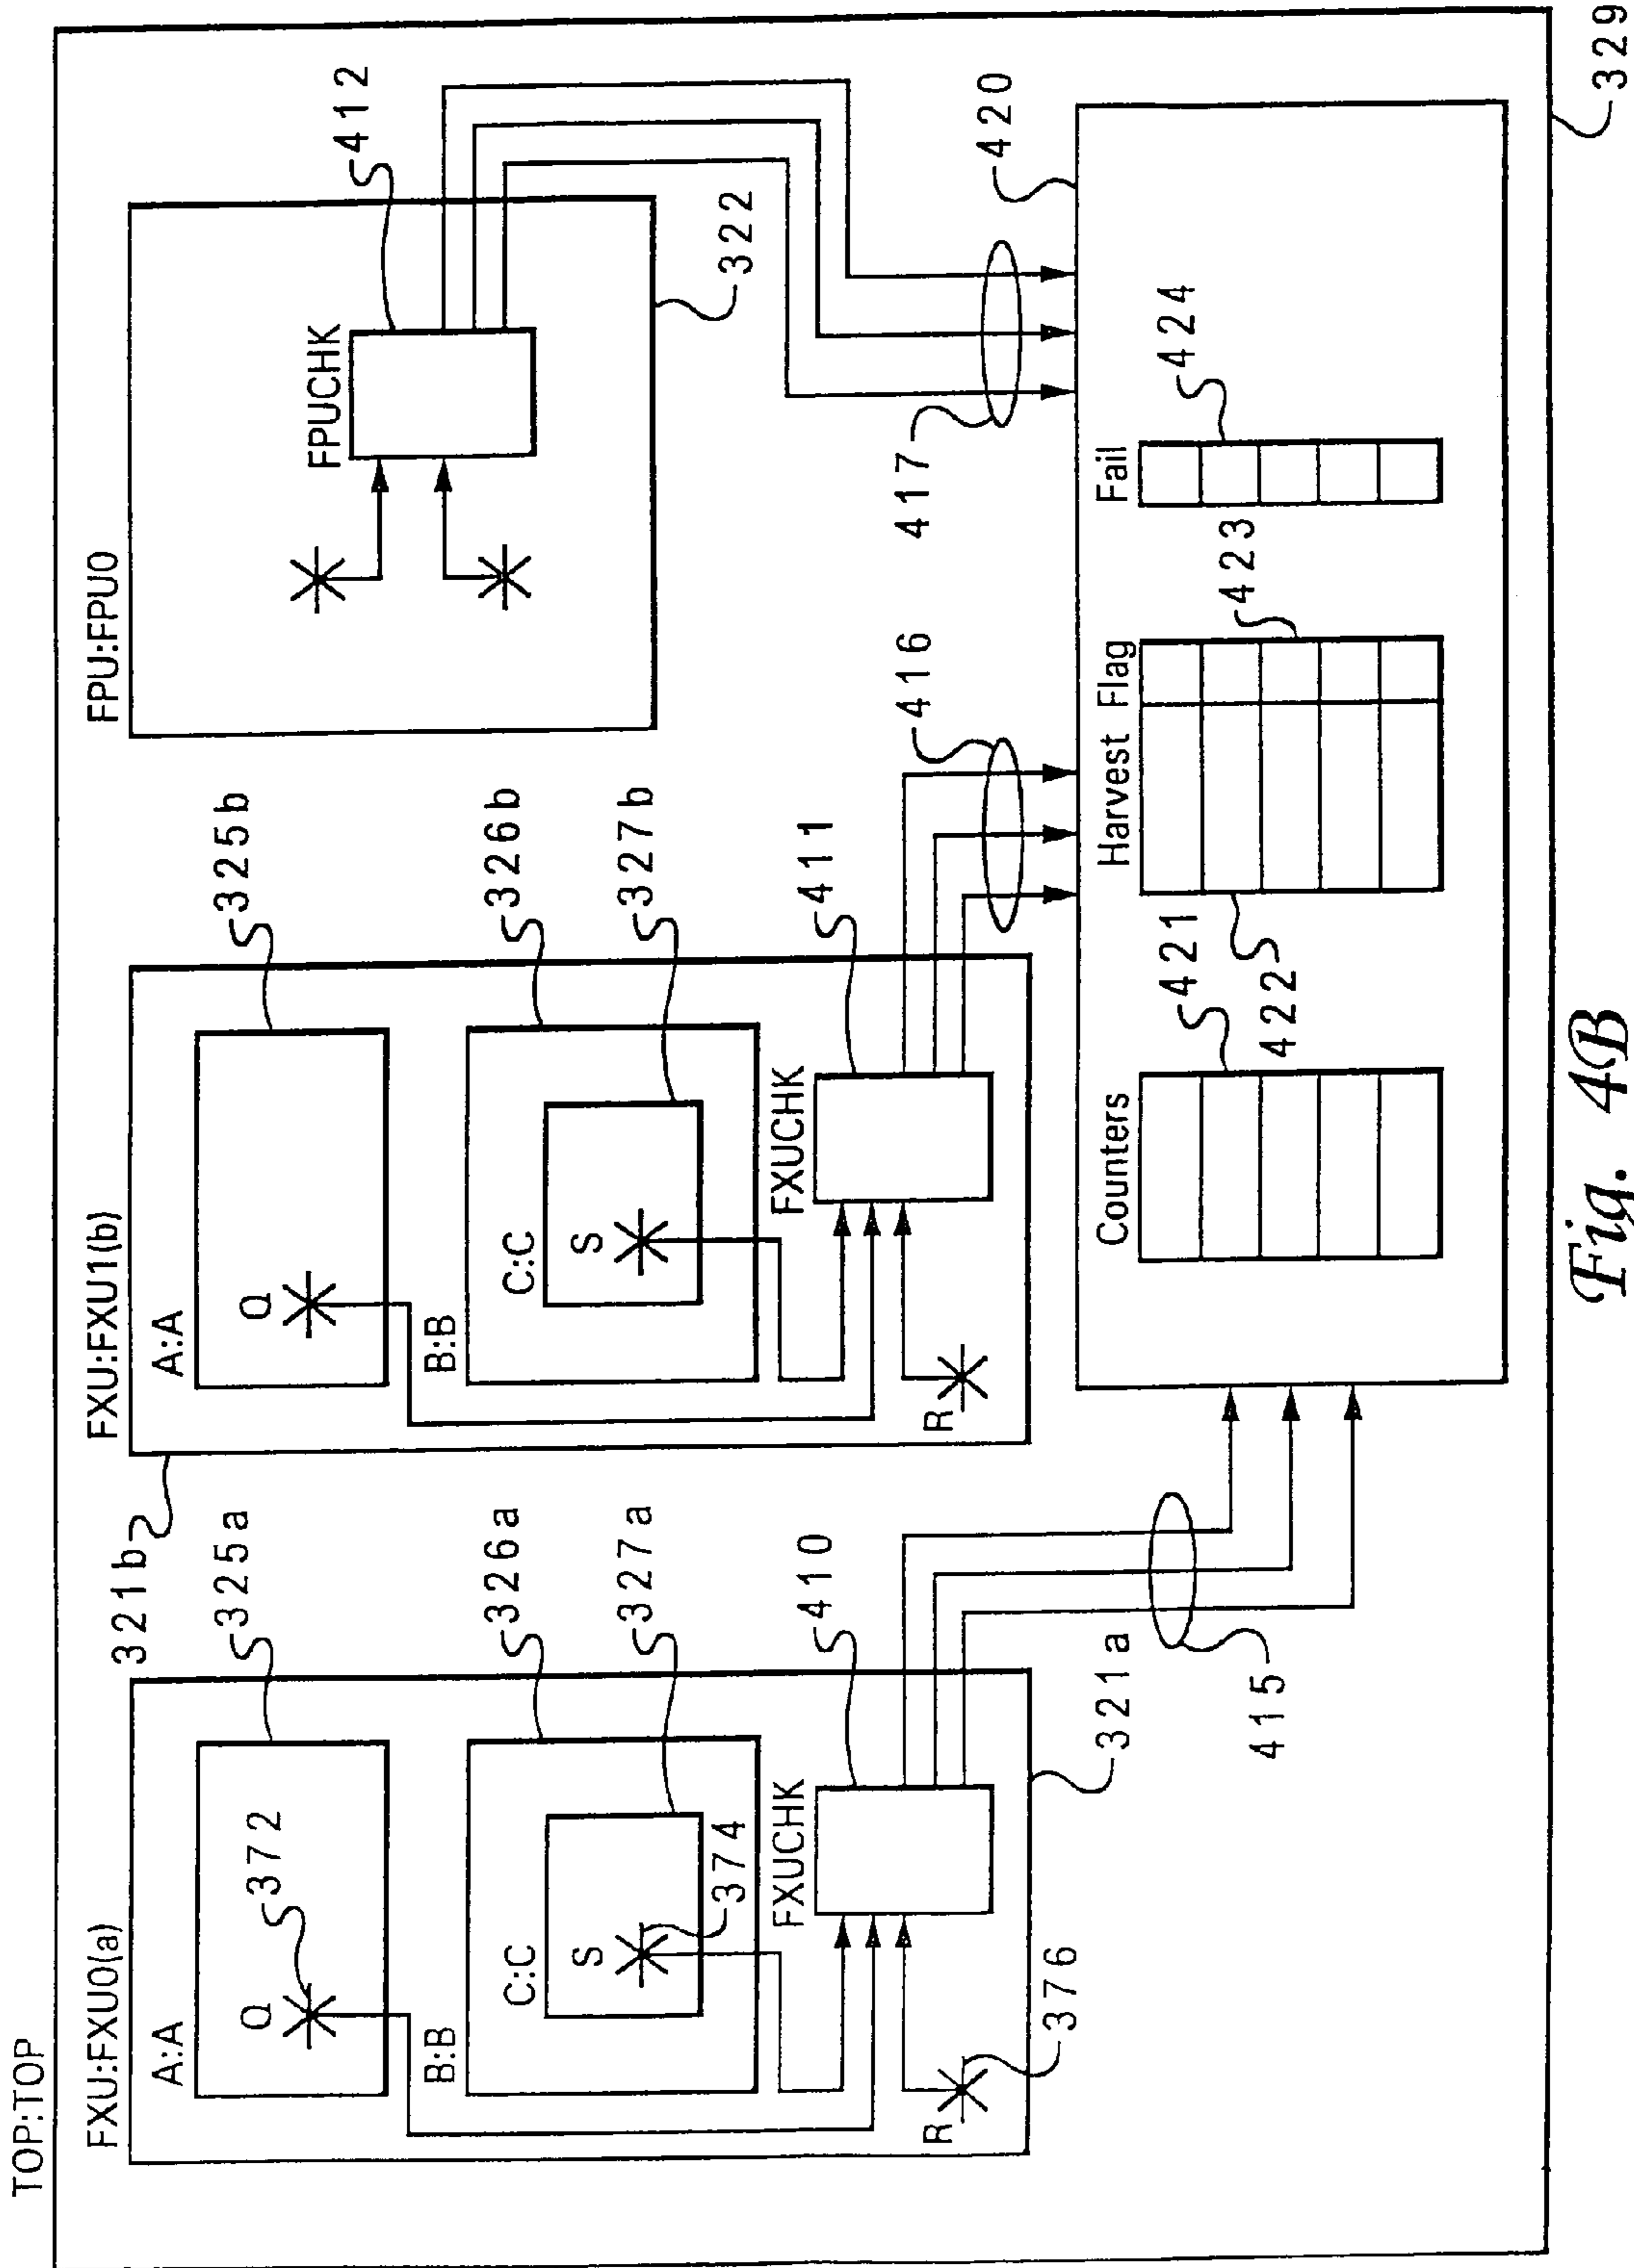 TOP:TOP
FXU:FXU0(a)
A:A
Q
372
325a
B:B
C:C
S
374
326a
327a
FXUCHK
410
R
376
321a
415
321b
FXU:FXU1(b)
A:A
Q
325b
B:B
C:C
S
326b
327b
FXUCHK
411
R
416
FPU:FPU0
FPUCHK
412
322
417
420
Counters
421
422
Harvest Flag
423
Fail
424
329
Fig. 4B